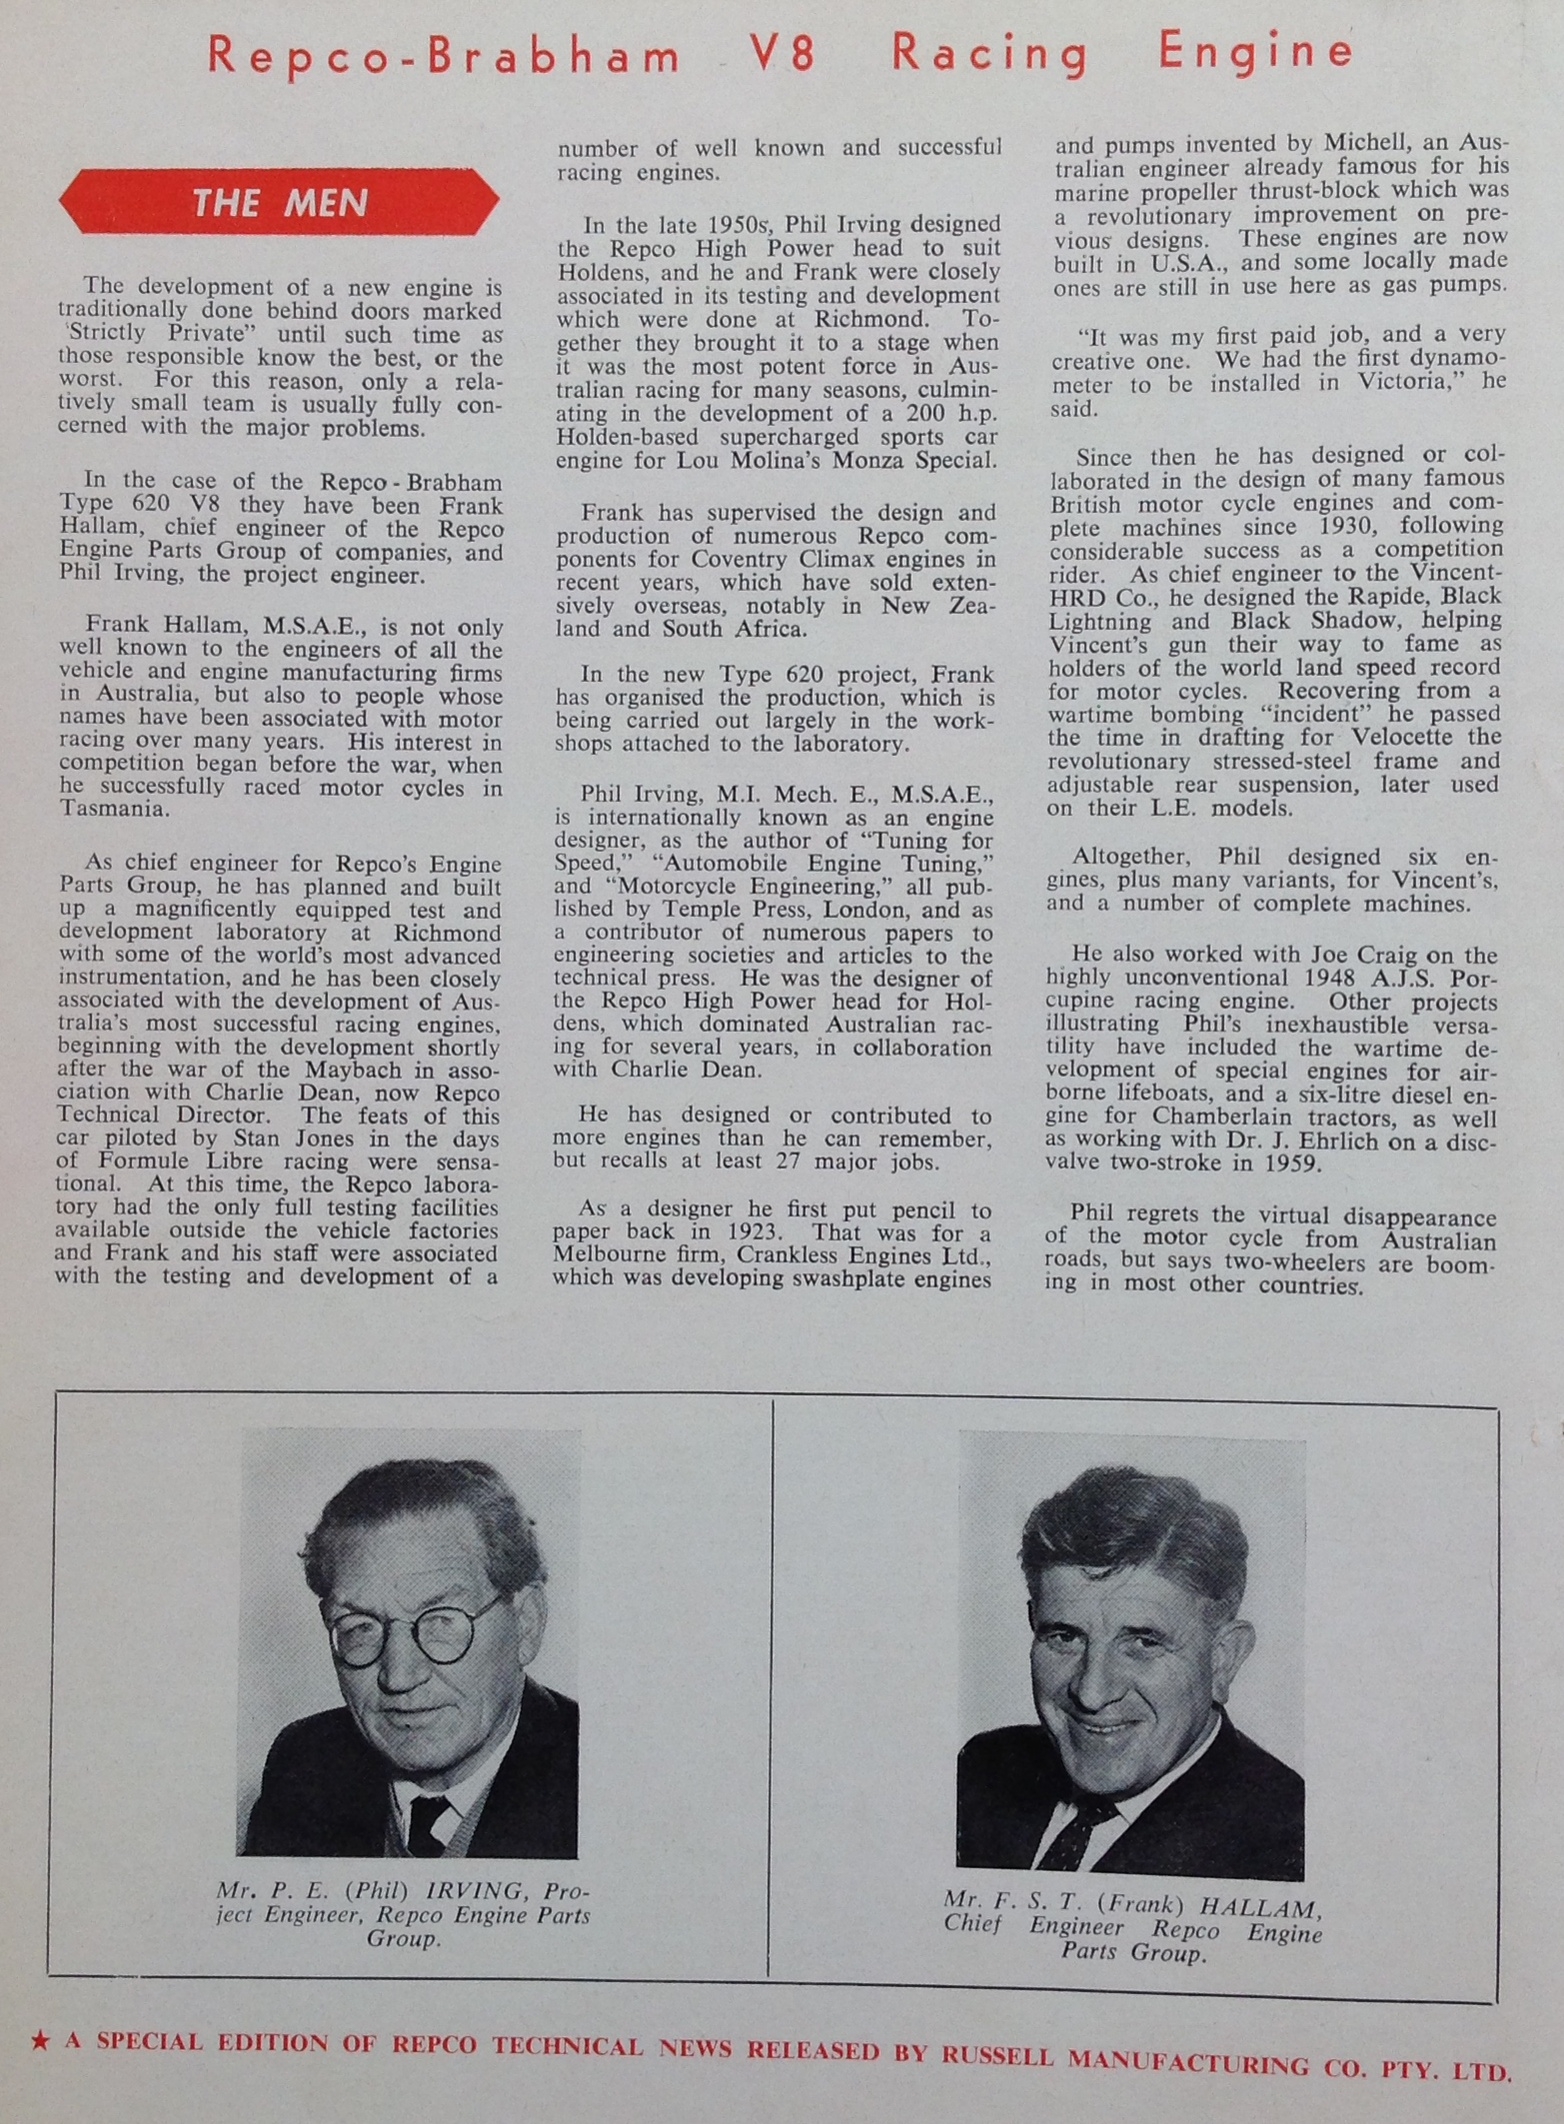 Repco-Brabham V8 Racing Engine
THE MEN
The development of a new engine is
traditionally done behind doors marked
'Strictly Private" until such time as
those responsible know the best, or the
worst. For this reason, only a rela-
tively small team is usually fully con-
cerned with the major problems.
In the case of the Repco-Brabham
Type 620 V8 they have been Frank
Hallam, chief engineer of the Repco
Engine Parts Group of companies, and
Phil Irving, the project engineer.
Frank Hallam, M.S.A.E., is not only
well known to the engineers of all the
vehicle and engine manufacturing firms
in Australia, but also to people whose
names have been associated with motor
racing over many years. His interest in
competition began before the war, when
he successfully raced motor cycles in
Tasmania.
As chief engineer for Repco's Engine
Parts Group, he has planned and built
up a magnificently equipped test and
development laboratory at Richmond
with some of the world's most advanced
instrumentation, and he has been closely
associated with the development of Aus-
tralia's most successful racing engines,
beginning with the development shortly
after the war of the Maybach in asso-
ciation with Charlie Dean, now Repco
Technical Director. The feats of this
car piloted by Stan Jones in the days
of Formule Libre racing were sensa-
tional. At this time, the Repco labora-
tory had the only full testing facilities
available outside the vehicle factories
and Frank and his staff were associated
with the testing and development of a
number of well known and successful
racing engines.
In the late 1950s, Phil Irving designed
the Repco High Power head to suit
Holdens, and he and Frank were closely
associated in its testing and development
which were done at Richmond. To-
gether they brought it to a stage when
it was the most potent force in Aus-
tralian racing for many seasons, culmin-
ating in the development of a 200 h.p.
Holden-based supercharged sports car
engine for Lou Molina's Monza Special.
Frank has supervised the design and
production of numerous Repco com-
ponents for Coventry Climax engines in
recent years, which have sold exten-
sively overseas, notably in New Zea-
land and South Africa.
In the new Type 620 project, Frank
has organised the production, which is
being carried out largely in the work-
shops attached to the laboratory.
Phil Irving, M.I. Mech. E., M.S.A.E.,
is internationally known as an engine
designer, as the author of "Tuning for
Speed," "Automobile Engine Tuning,"
and "Motorcycle Engineering," all pub-
lished by Temple Press, London, and as
a contributor of numerous papers to
engineering societies and articles to the
technical press. He was the designer of
the Repco High Power head for Hol-
dens, which dominated Australian rac-
ing for several years, in collaboration
with Charlie Dean.
He has designed or contributed to
more engines than he can remember,
but recalls at least 27 major jobs.
As a designer he first put pencil to
paper back in 1923. That was for a
Melbourne firm, Crankless Engines Ltd.,
which was developing swashplate engines
and pumps invented by Michell, an Aus-
tralian engineer already famous for his
marine propeller thrust-block which was
a revolutionary improvement on pre-
vious designs. These engines are now
built in U.S.A., and some locally made
ones are still in use here as gas pumps.
"It was my first paid job, and a very
creative one. We had the first dynamo-
meter to be installed in Victoria," he
said.
Since then he has designed or col-
laborated in the design of many famous
British motor cycle engines and com-
plete machines since 1930, following
considerable success as a competition
rider. As chief engineer to the Vincent-
HRD Co., he designed the Rapide, Black
Lightning and Black Shadow, helping
Vincent's gun their way to fame as
holders of the world land speed record
for motor cycles. Recovering from a
wartime bombing "incident" he passed
the time in drafting for Velocette the
revolutionary stressed-steel frame and
adjustable rear suspension, later used
on their L.E. models.
Altogether, Phil designed six en-
gines, plus many variants, for Vincent's,
and a number of complete machines.
He also worked with Joe Craig on the
highly unconventional 1948 A.J.S. Por-
cupine racing engine. Other projects
illustrating Phil's inexhaustible versa-
tility have included the wartime de-
velopment of special engines for air-
borne lifeboats, and a six-litre diesel en-
gine for Chamberlain tractors, as well
as working with Dr. J. Ehrlich on a disc-
valve two-stroke in 1959.
Phil regrets the virtual disappearance
of the motor cycle from Australian
roads, but says two-wheelers are boom-
ing in most other countries.
Mr. P. E. (Phil) IRVING, Pro-
ject Engineer, Repco Engine Parts
Group.
Mr. F. S. T. (Frank) HALLAM,
Chief Engineer Repco Engine
Parts Group.
★ A SPECIAL EDITION OF REPCO TECHNICAL NEWS RELEASED BY RUSSELL MANUFACTURING CO. PTY. LTD.